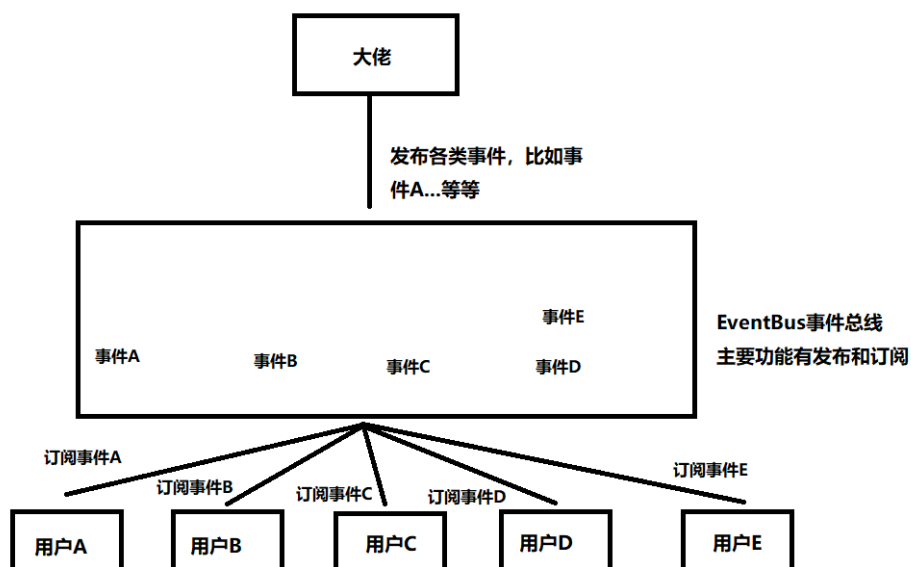 大佬
发布各类事件，比如事
件A...等等
EventBus事件总线
主要功能有发布和订阅
事件E
事件A
事件B
事件C
事件D
订阅事件A
订阅事件B
订阅事件C
订阅事件D
订阅事件E
用户A
用户B
用户C
用户D
用户E